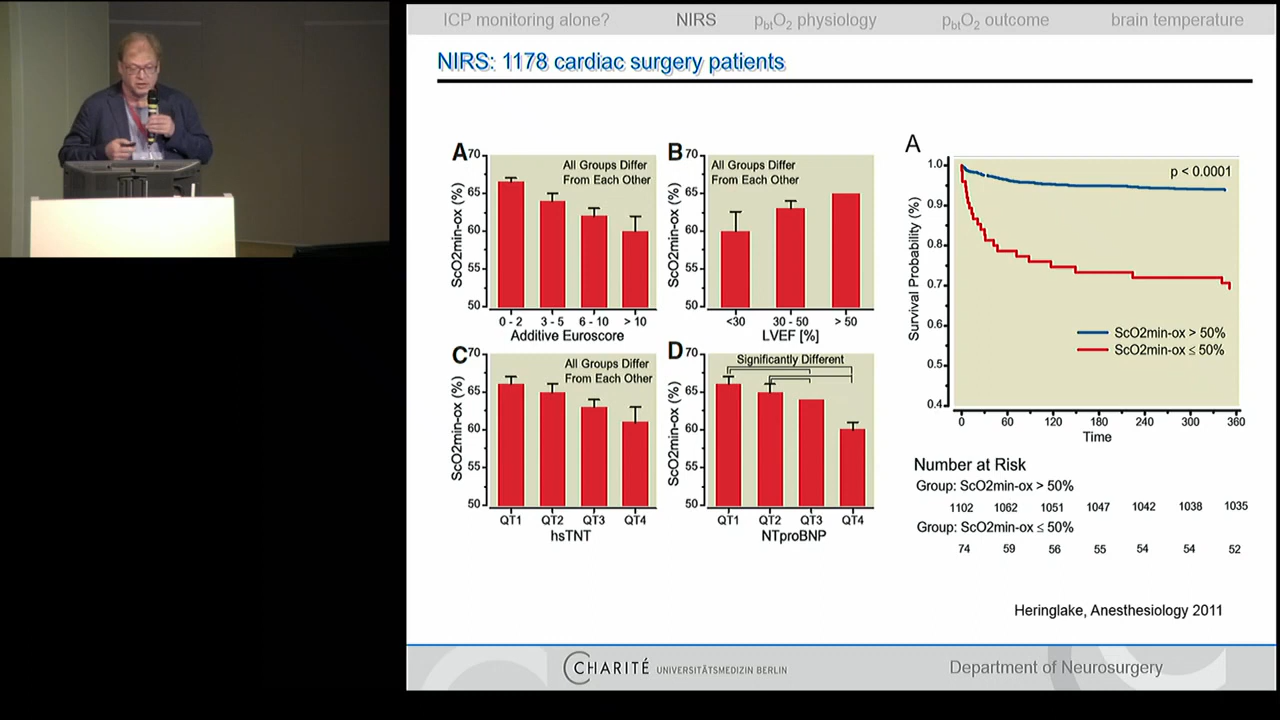 ICP monitoring alone? NIRS pbtO2 physiology pbtO2 outcome brain temperature
NIRS: 1178 cardiac surgery patients
A
70
65
60
55
50
ScO2min-ox (%)
All Groups Differ
From Each Other
0 - 2 3 - 5 6 - 10 > 10
Additive Euroscore
B
70
65
60
55
50
ScO2min-ox (%)
All Groups Differ
From Each Other
<30 30 - 50 > 50
LVEF [%]
C
70
65
60
55
50
ScO2min-ox (%)
All Groups Differ
From Each Other
QT1 QT2 QT3 QT4
hsTNT
D
70
65
60
55
50
ScO2min-ox (%)
Significantly Different
QT1 QT2 QT3 QT4
NTproBNP
A
1.0
0.9
0.8
0.7
0.6
0.5
0.4
Survival Probability (%)
p < 0.0001
ScO2min-ox > 50%
ScO2min-ox ≤ 50%
0 60 120 180 240 300 360
Time
Number at Risk
Group: ScO2min-ox > 50%
1102 1062 1051 1047 1042 1038 1035
Group: ScO2min-ox ≤ 50%
74 59 56 55 54 54 52
Heringlake, Anesthesiology 2011
CHARITÉ UNIVERSITÄTSMEDIZIN BERLIN
Department of Neurosurgery